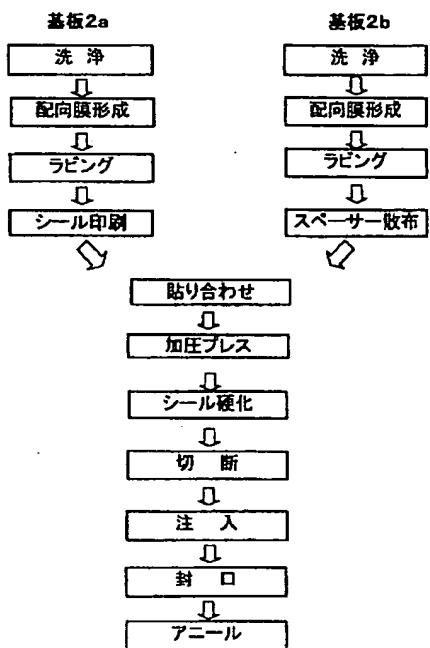 基板2a
洗 浄
配向膜形成
ラビング
シール印刷
基板2b
洗 浄
配向膜形成
ラビング
スペーサー散布
貼り合わせ
加圧プレス
シール硬化
切 断
注 入
封 口
アニール